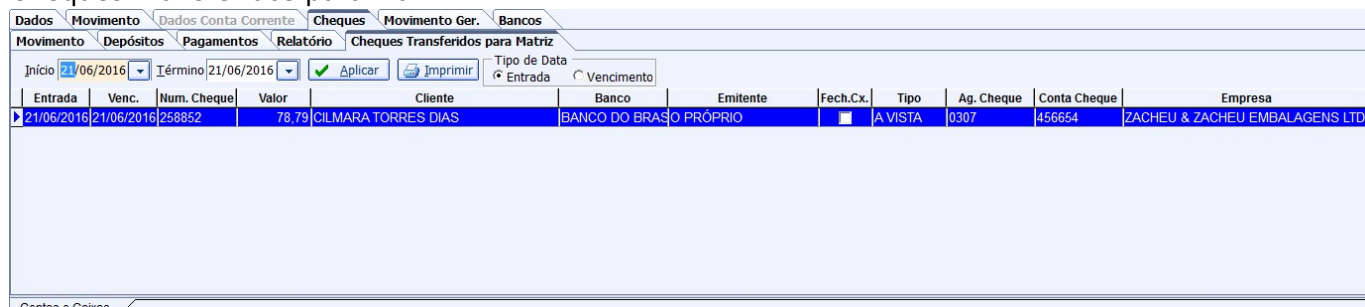 Dados Movimento Dados Conta Corrente Cheques Movimento Ger. Bancos
Movimento Depósitos Pagamentos Relatório Cheques Transferidos para Matriz
Início 21/06/2016 Término 21/06/2016 Aplicar Imprimir Tipo de Data Entrada Vencimento
Entrada Venc. Num. Cheque Valor Cliente Banco Emitente Fech.Cx. Tipo Ag. Cheque Conta Cheque Empresa
21/06/2016 21/06/2016 258852 78,79 CILMARA TORRES DIAS BANCO DO BRAS O PRÓPRIO A VISTA 0307 456654 ZACHEU & ZACHEU EMBALAGENS LTD